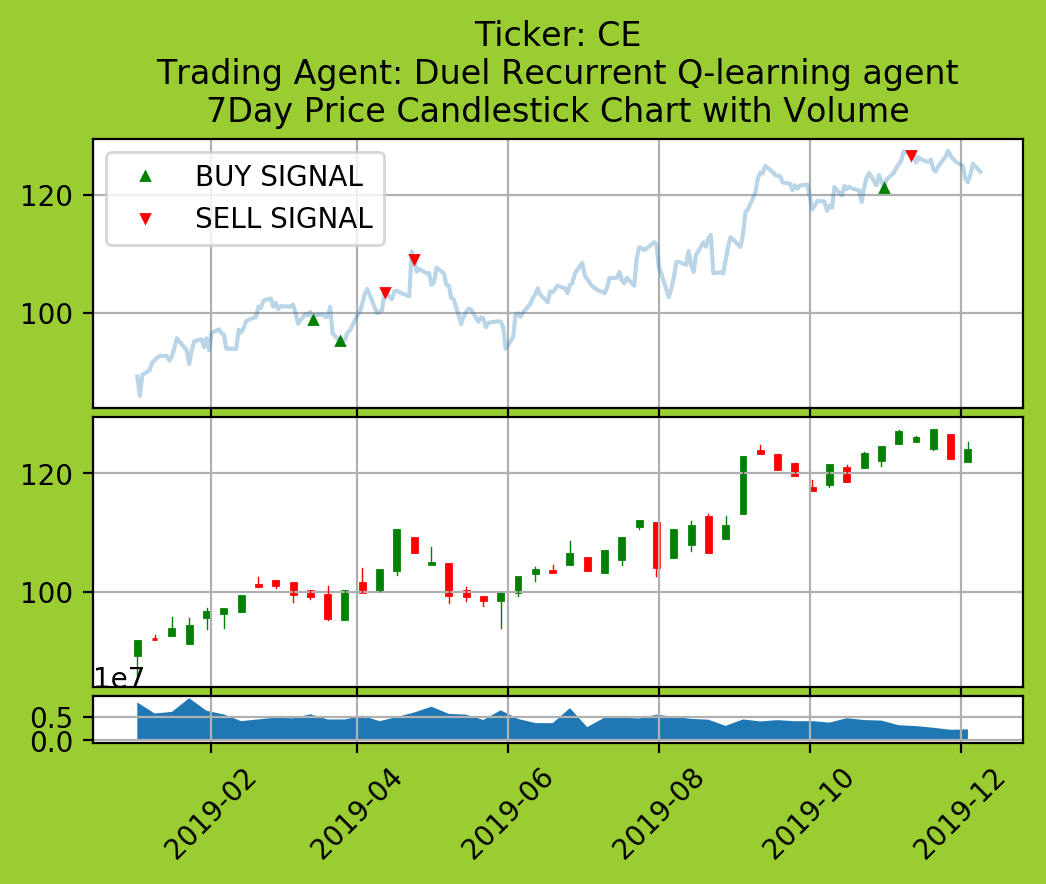 Ticker: CE
Trading Agent: Duel Recurrent Q-learning agent
7Day Price Candlestick Chart with Volume
BUY SIGNAL
SELL SIGNAL
120
100
120
100
1e7
0.5
0.0
2019-02
2019-04
2019-06
2019-08
2019-10
2019-12